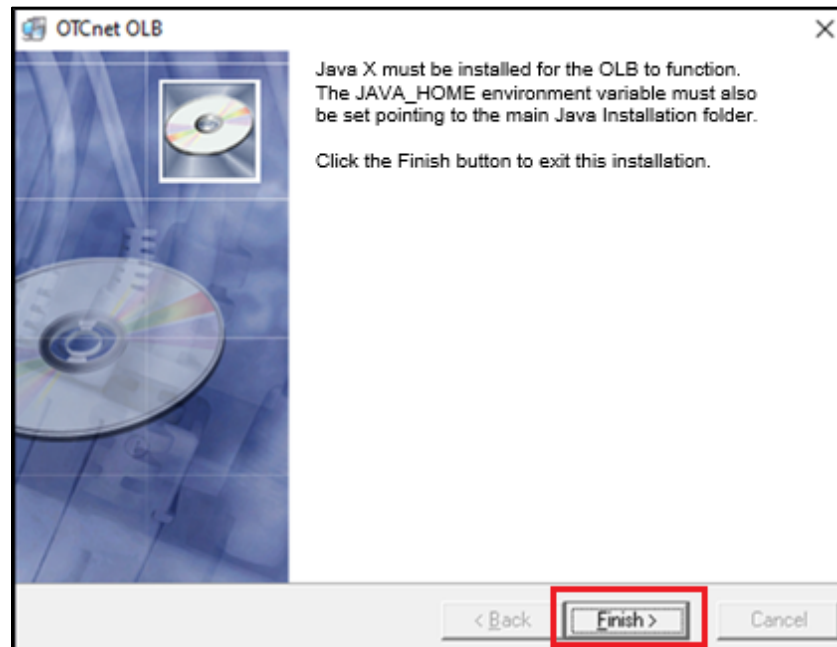 OTCnet OLB
Java X must be installed for the OLB to function.
The JAVA_HOME environment variable must also
be set pointing to the main Java Installation folder.
Click the Finish button to exit this installation.
< Back Finish > Cancel